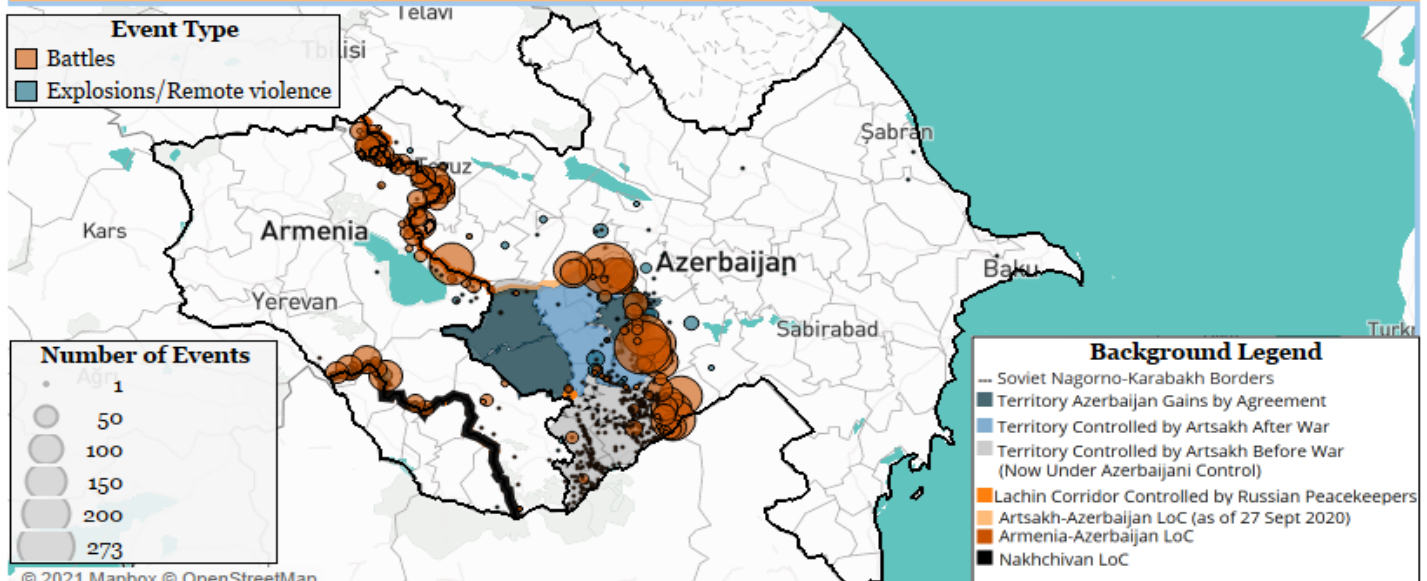 Telavi
Event Type
Battles
Explosions/Remote violence
Tbilisi
Şabran
Tovuz
Kars
Armenia
Azerbaijan
Baku
Yerevan
Sabirabad
Number of Events
1
50
100
150
200
273
Ağrı
Background Legend
--- Soviet Nagorno-Karabakh Borders
Territory Azerbaijan Gains by Agreement
Territory Controlled by Artsakh After War
Territory Controlled by Artsakh Before War
(Now Under Azerbaijani Control)
Lachin Corridor Controlled by Russian Peacekeepers
Artsakh-Azerbaijan LoC (as of 27 Sept 2020)
Armenia-Azerbaijan LoC
Nakhchivan LoC
© 2021 Mapbox © OpenStreetMap